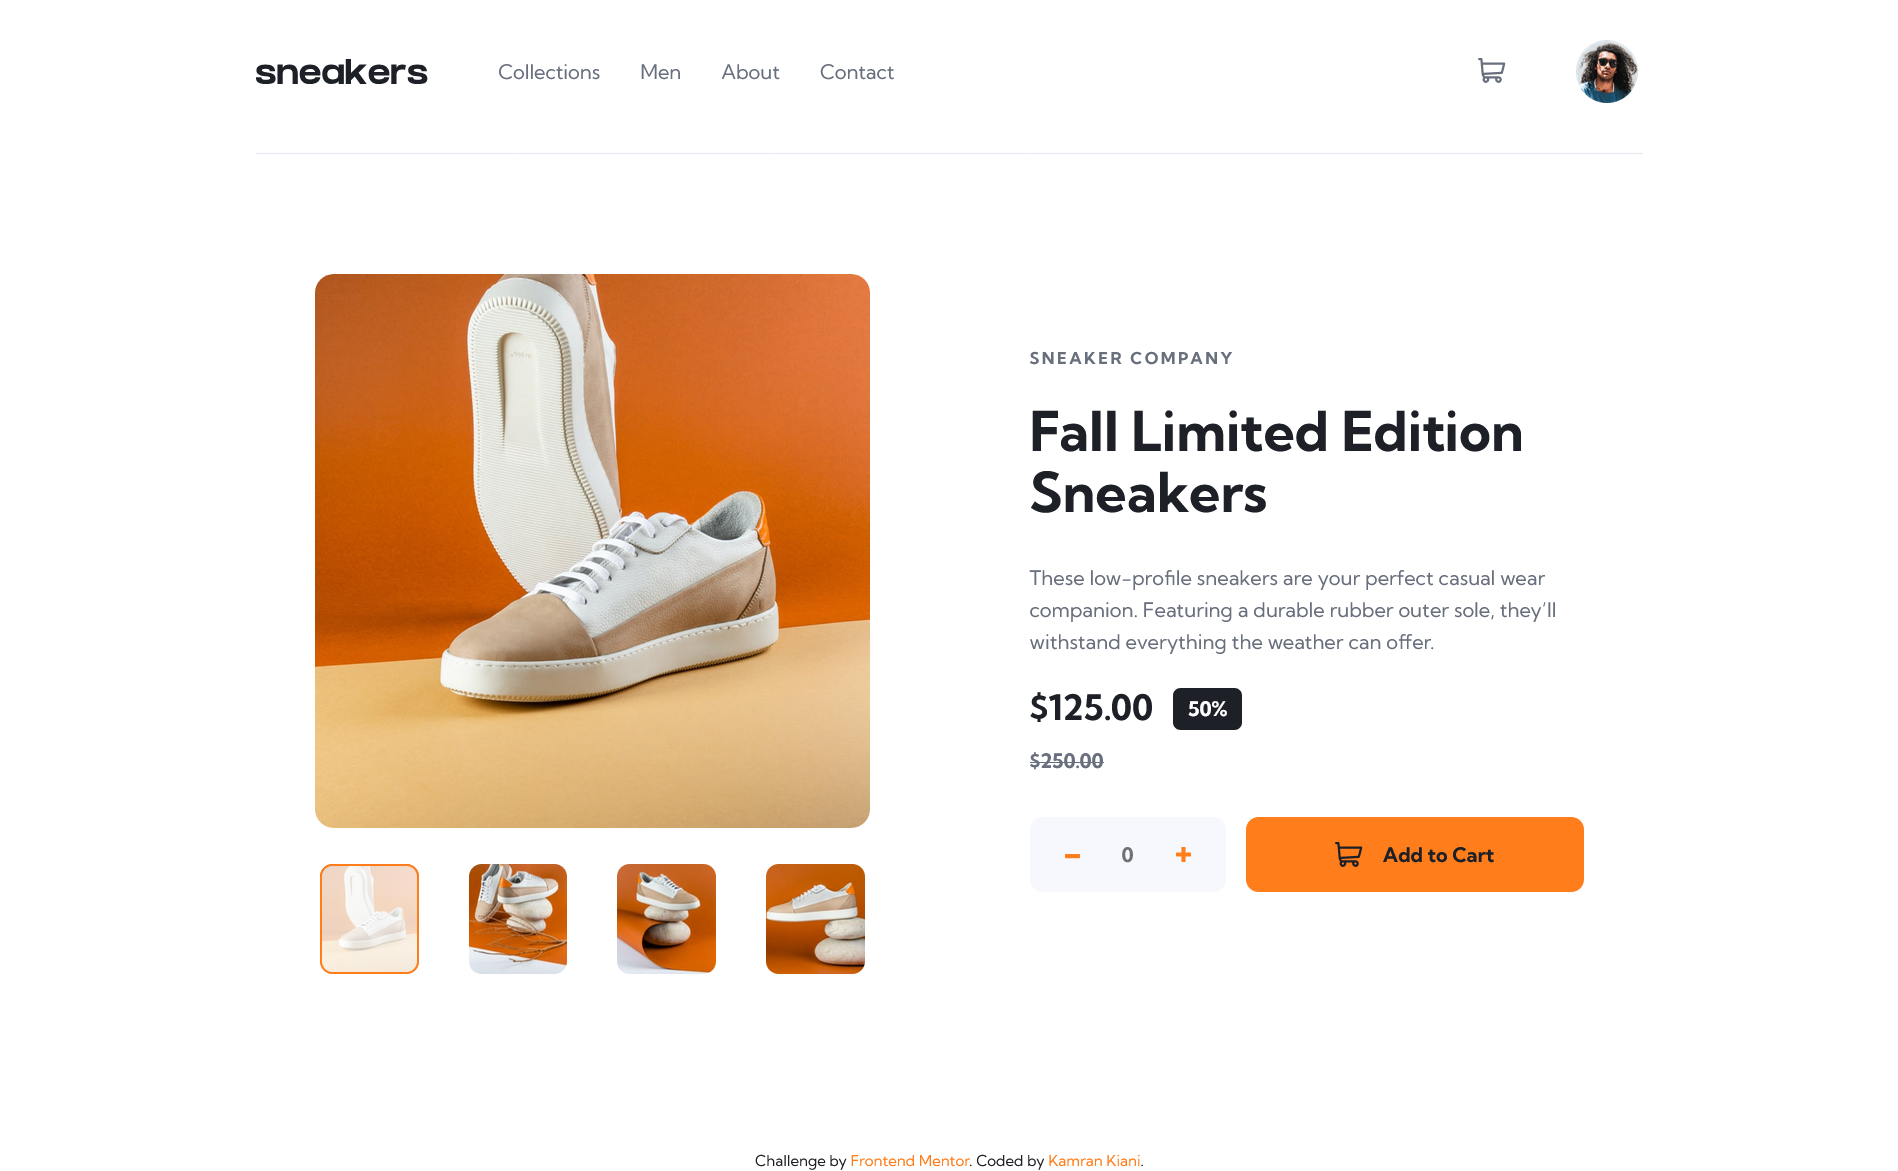 sneakers Collections Men About Contact
SNEAKER COMPANY
Fall Limited Edition
Sneakers
These low-profile sneakers are your perfect casual wear
companion. Featuring a durable rubber outer sole, they’ll
withstand everything the weather can offer.
$125.00 50%
$250.00
0 Add to Cart
Challenge by Frontend Mentor. Coded by Kamran Kiani.